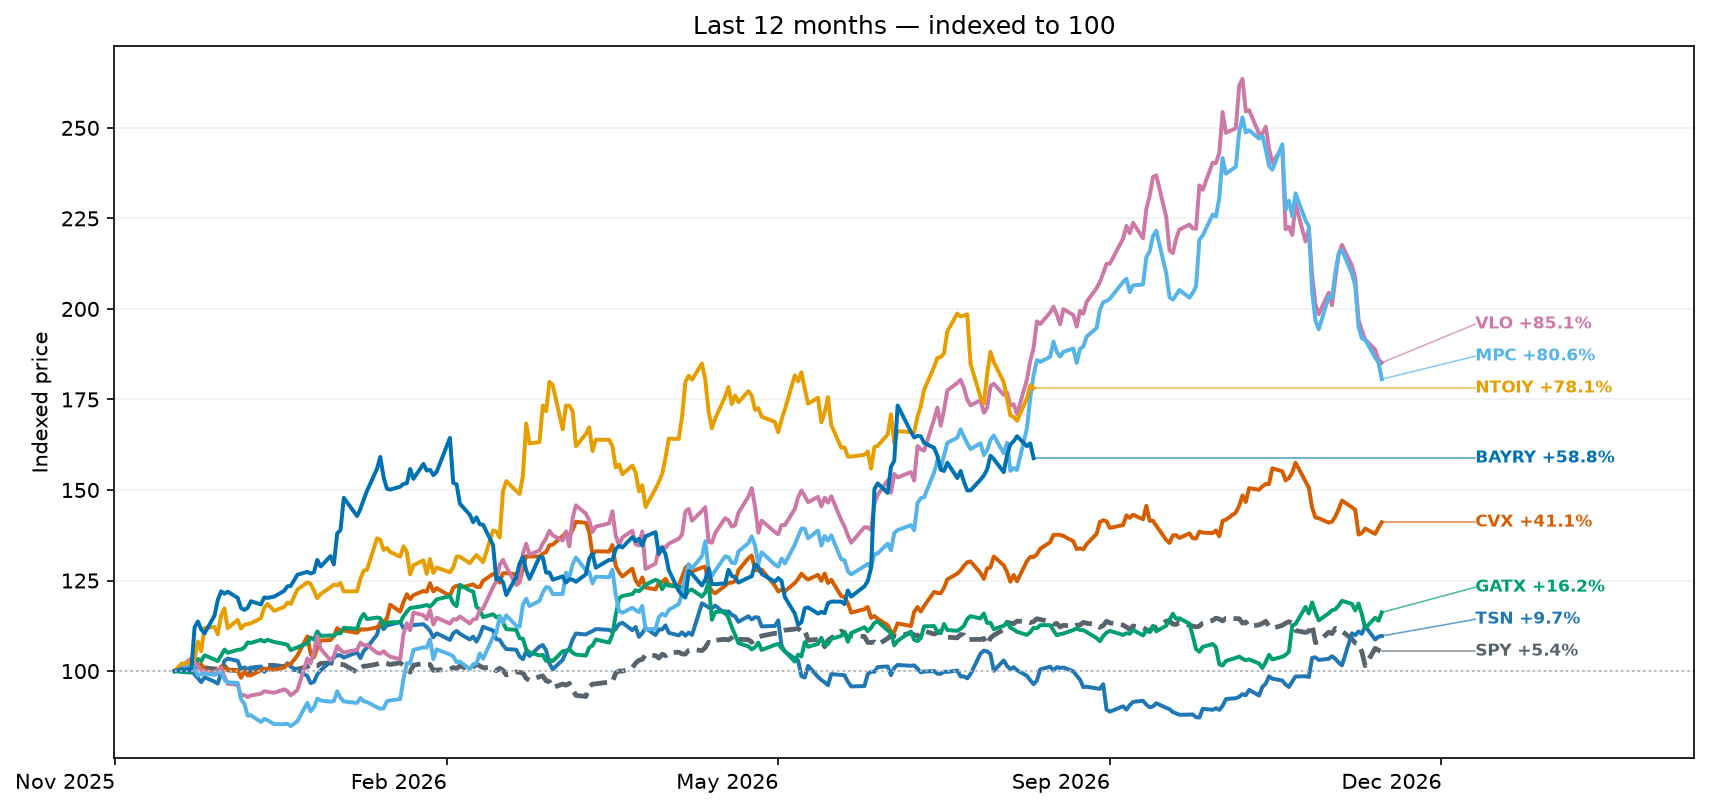 Last 12 months — indexed to 100
Indexed price
250
225
200
175
150
125
100
VLO +85.1%
MPC +80.6%
NTOIY +78.1%
BAYRY +58.8%
CVX +41.1%
GATX +16.2%
TSN +9.7%
SPY +5.4%
Nov 2025 Feb 2026 May 2026 Sep 2026 Dec 2026